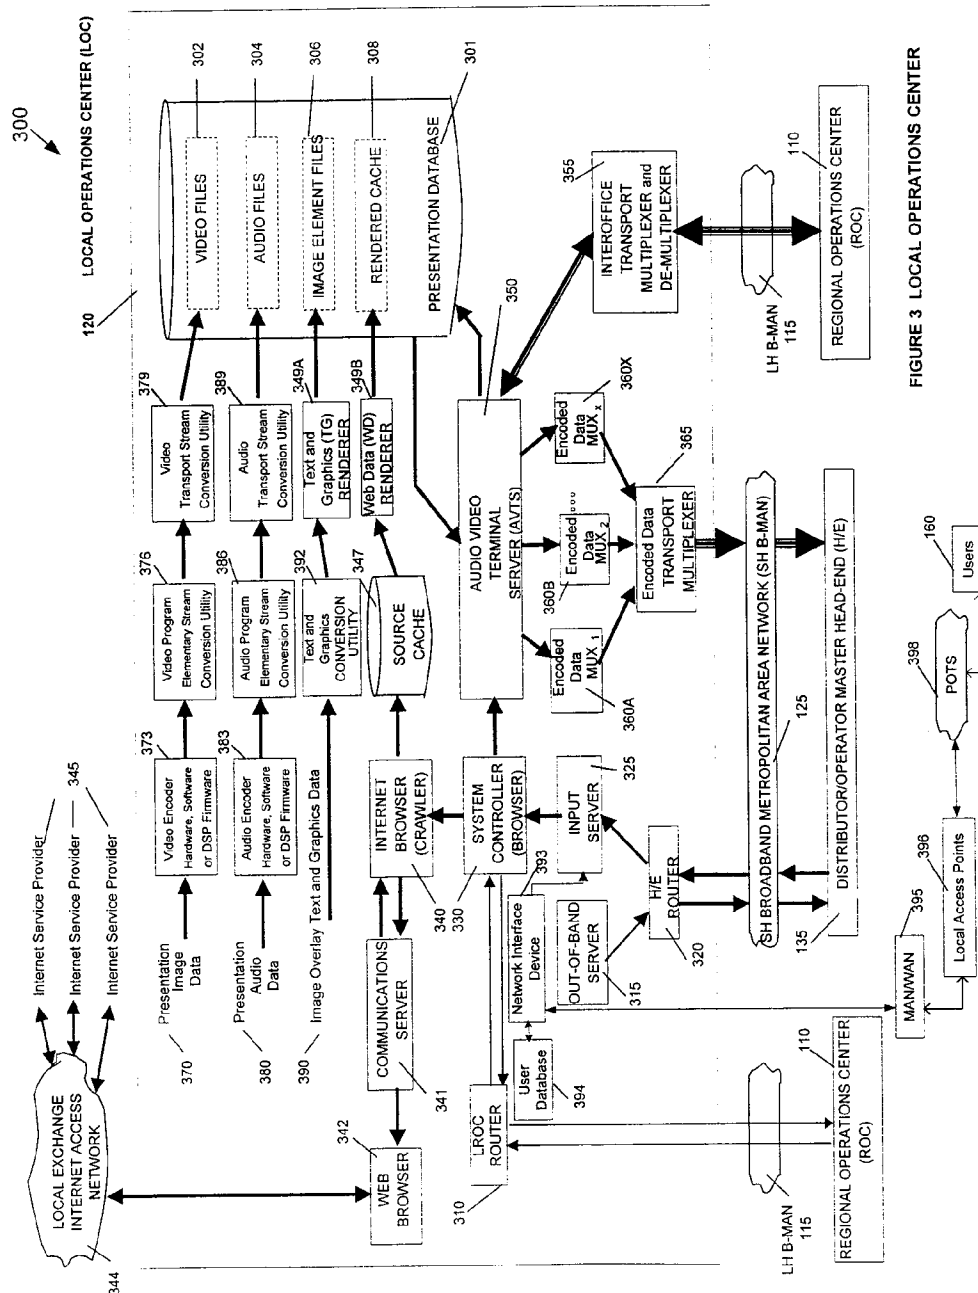 300
LOCAL OPERATIONS CENTER (LOC)
120
LOCAL EXCHANGE
INTERNET ACCESS
NETWORK
344
Internet Service Provider
Internet Service Provider
Internet Service Provider
345
Presentation
Image
Data
370
373
Video Encoder
Hardware, Software
or DSP Firmware
376
Video Program
Elementary Stream
Conversion Utility
379
Video
Transport Stream
Conversion Utility
VIDEO FILES
302
Presentation
Audio
Data
380
383
Audio Encoder
Hardware, Software
or DSP Firmware
386
Audio Program
Elementary Stream
Conversion Utility
389
Audio
Transport Stream
Conversion Utility
AUDIO FILES
304
390
Image Overlay Text and Graphics Data
392
Text and
Graphics
CONVERSION
UTILITY
349A
Text and
Graphics (TG)
RENDERER
IMAGE ELEMENT FILES
306
342
WEB
BROWSER
COMMUNICATIONS
SERVER
341
INTERNET
BROWSER
(CRAWLER)
340
347
SOURCE
CACHE
349B
Web Data (WD)
RENDERER
RENDERED CACHE
308
PRESENTATION DATABASE
301
LROC
ROUTER
310
SYSTEM
CONTROLLER
(BROWSER)
330
AUDIO VIDEO
TERMINAL
SERVER (AVTS)
350
INTEROFFICE
TRANSPORT
MULTIPLEXER and
DE-MULTIPLEXER
355
User
Database
394
Network Interface
Device
393
INPUT
SERVER
325
OUT-OF-BAND
SERVER
315
H/E
ROUTER
320
Encoded
Data
MUX 1
360A
Encoded
Data
MUX 2
360B
Encoded
Data
MUX x
360X
Encoded Data
TRANSPORT
MULTIPLEXER
365
LH B-MAN
115
REGIONAL OPERATIONS CENTER
(ROC)
110
SH BROADBAND METROPOLITAN AREA NETWORK (SH B-MAN)
125
DISTRIBUTOR/OPERATOR MASTER HEAD-END (H/E)
135
LH B-MAN
115
REGIONAL OPERATIONS CENTER
(ROC)
110
MAN/WAN
395
Local Access Points
396
POTS
398
Users
160
FIGURE 3 LOCAL OPERATIONS CENTER